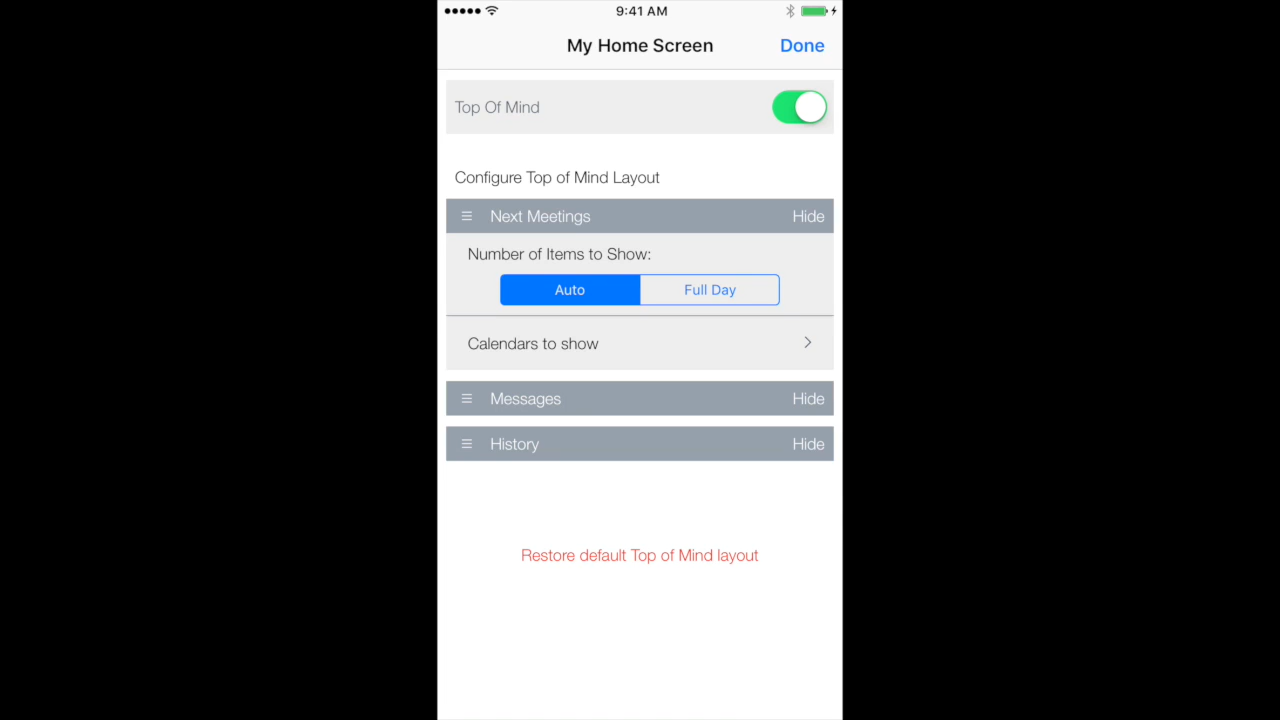 9:41 AM
My Home Screen Done
Top Of Mind
Configure Top of Mind Layout
Next Meetings Hide
Number of Items to Show:
Auto Full Day
Calendars to show
Messages Hide
History Hide
Restore default Top of Mind layout